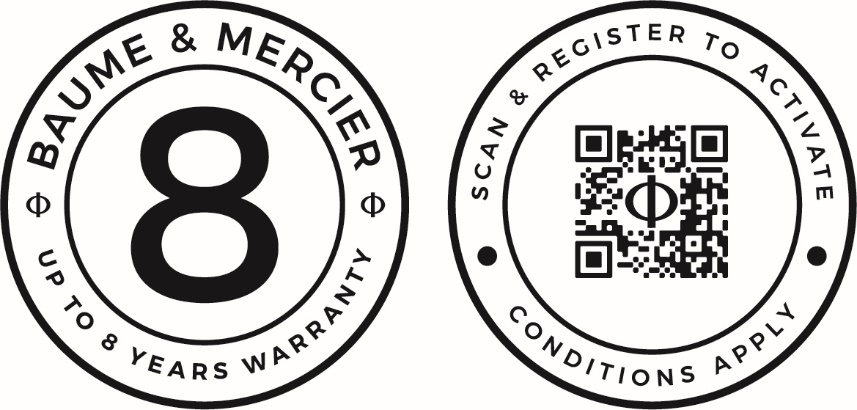 BAUME & MERCIER
Φ 8 Φ
UP TO 8 YEARS WARRANTY
SCAN & REGISTER TO ACTIVATE
Φ
CONDITIONS APPLY